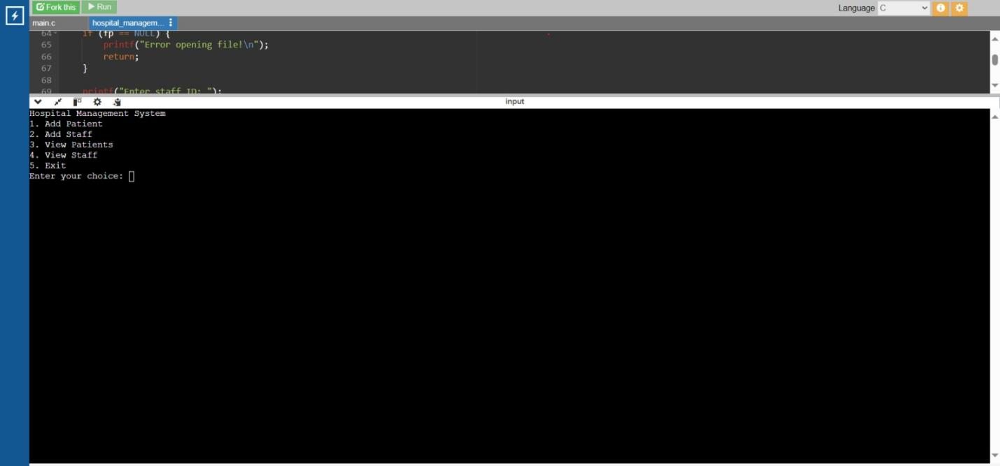 Fork this Run Language C
main.c hospital_managem...
64 if (fp == NULL) {
65 printf("Error opening file!\n");
66 return;
67 }
68
69 printf("Enter staff ID: ");
input
Hospital Management System
1. Add Patient
2. Add Staff
3. View Patients
4. View Staff
5. Exit
Enter your choice: